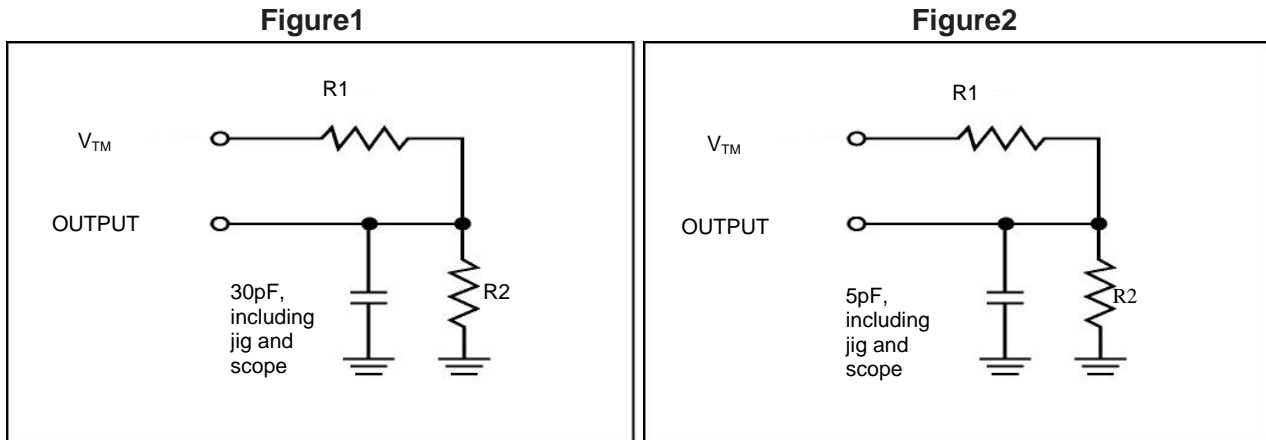 Figure1
R1
V_TM
OUTPUT
30pF,
including
jig and
scope
R2
Figure2
R1
V_TM
OUTPUT
5pF,
including
jig and
scope
R2